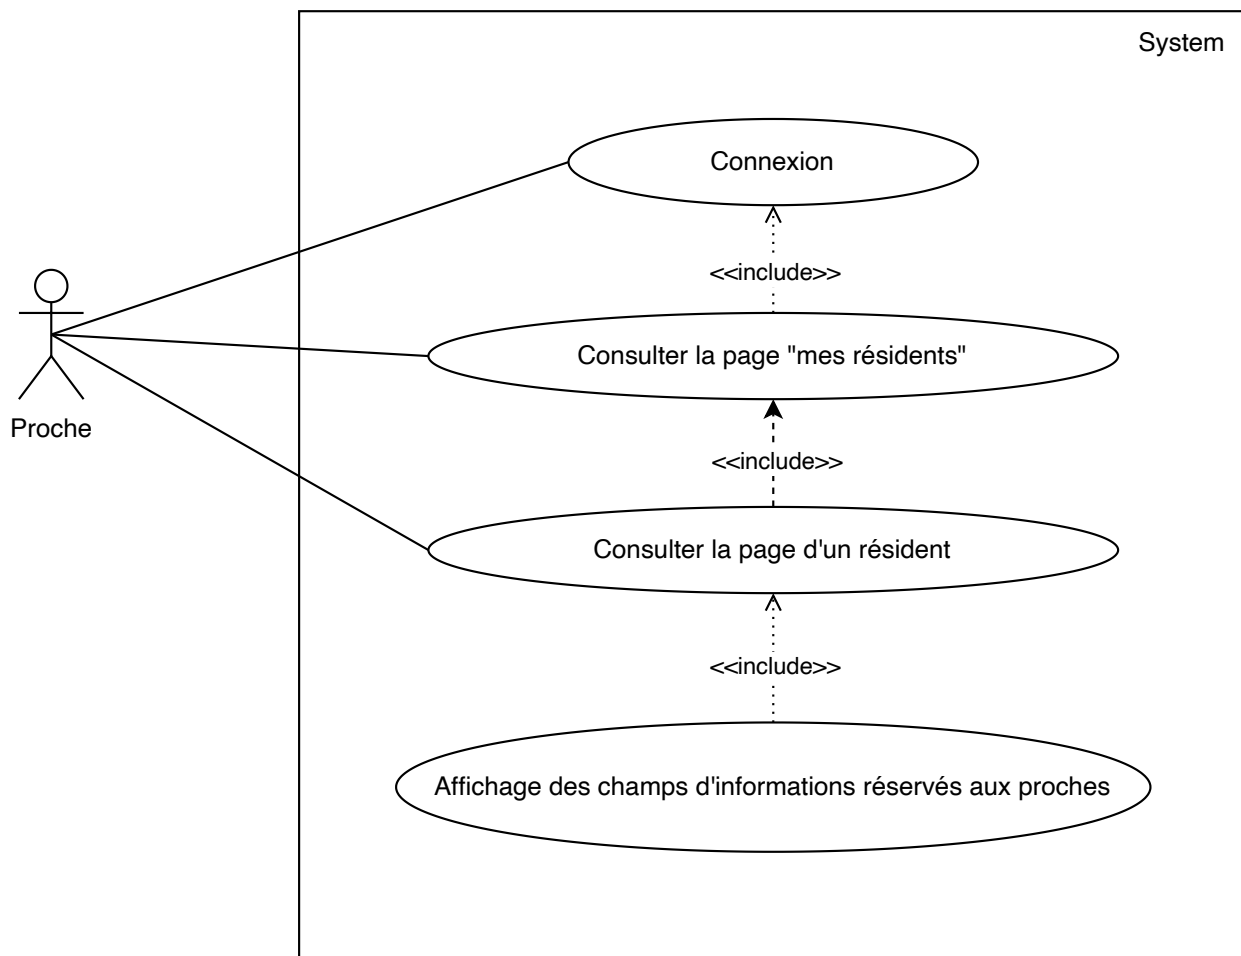 System
Connexion
<<include>>
Consulter la page "mes résidents"
Proche
<<include>>
Consulter la page d'un résident
<<include>>
Affichage des champs d'informations réservés aux proches